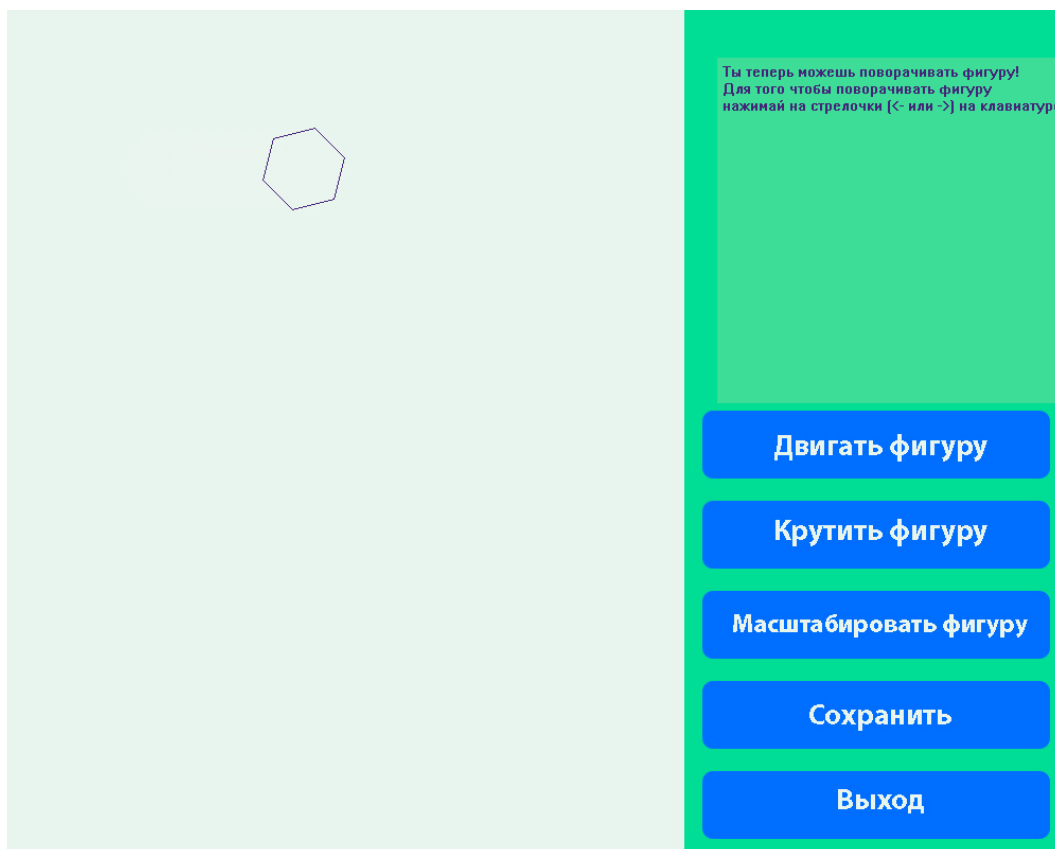 Ты теперь можешь поворачивать фигуру!
Для того чтобы поворачивать фигуру
нажимай на стрелочки (<- или ->) на клавиатуре
Двигать фигуру
Крутить фигуру
Масштабировать фигуру
Сохранить
Выход